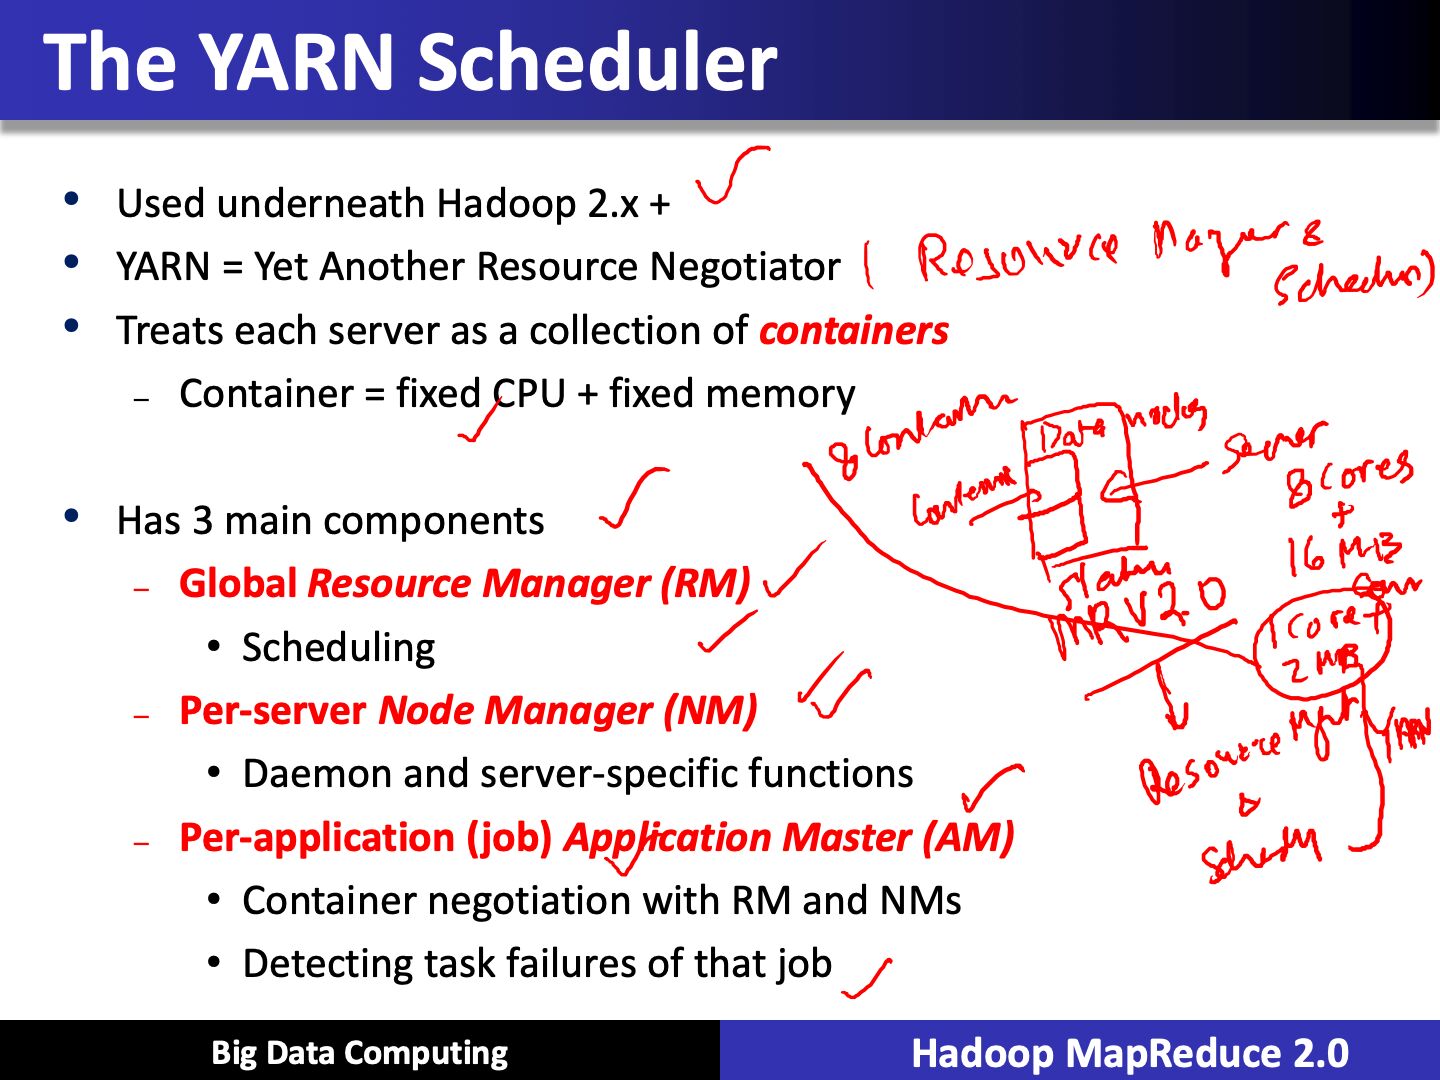 The YARN Scheduler
• Used underneath Hadoop 2.x +
• YARN = Yet Another Resource Negotiator ( Resource Manager &
Scheduler)
• Treats each server as a collection of containers
– Container = fixed CPU + fixed memory
8 Container
Data nodes
Container
Server
8 Cores
+
16 MB
• Has 3 main components
– Global Resource Manager (RM)
• Scheduling
MRV2.0
1 Core +
2 MB
– Per-server Node Manager (NM)
• Daemon and server-specific functions
Resource Mgmt
YARN
&
– Per-application (job) Application Master (AM)
• Container negotiation with RM and NMs
• Detecting task failures of that job
Big Data Computing
Hadoop MapReduce 2.0